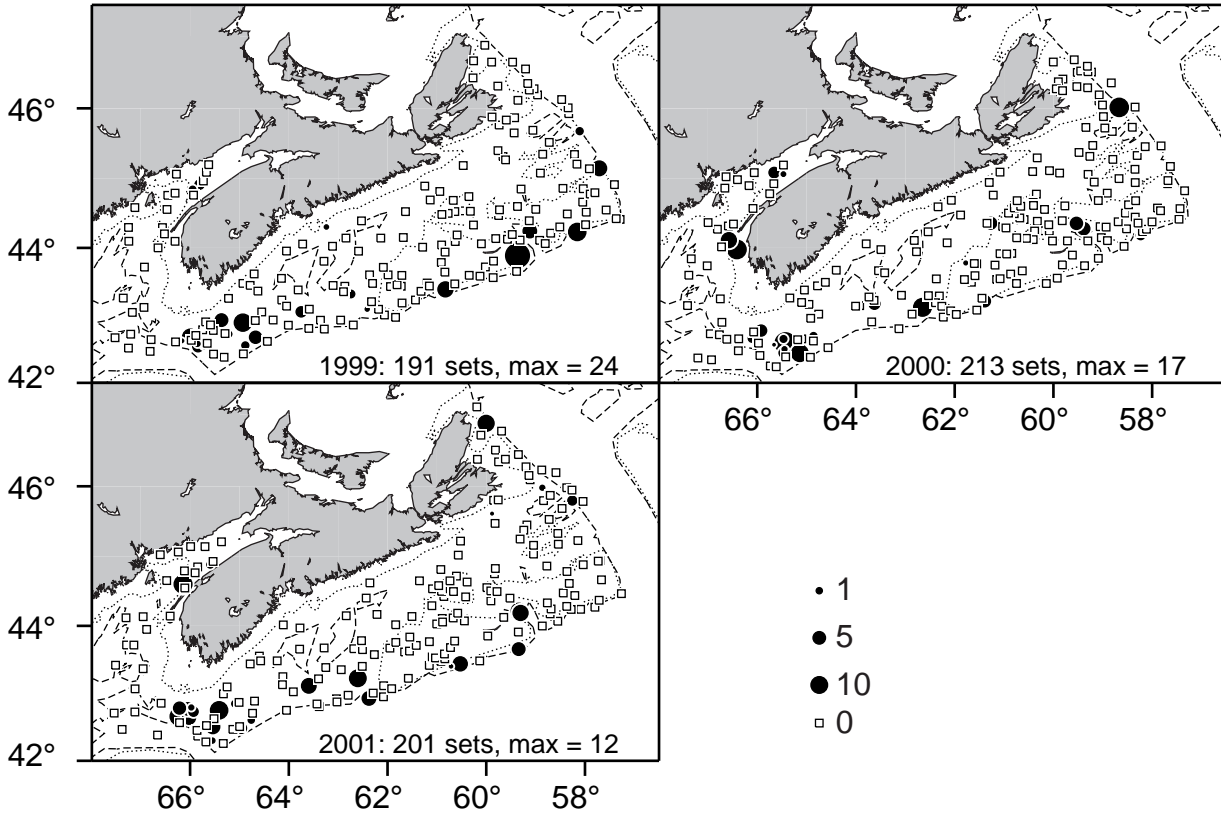 46°
44°
42°
1999: 191 sets, max = 24
2000: 213 sets, max = 17
66° 64° 62° 60° 58°
46°
44°
42°
2001: 201 sets, max = 12
66° 64° 62° 60° 58°
1
5
10
0